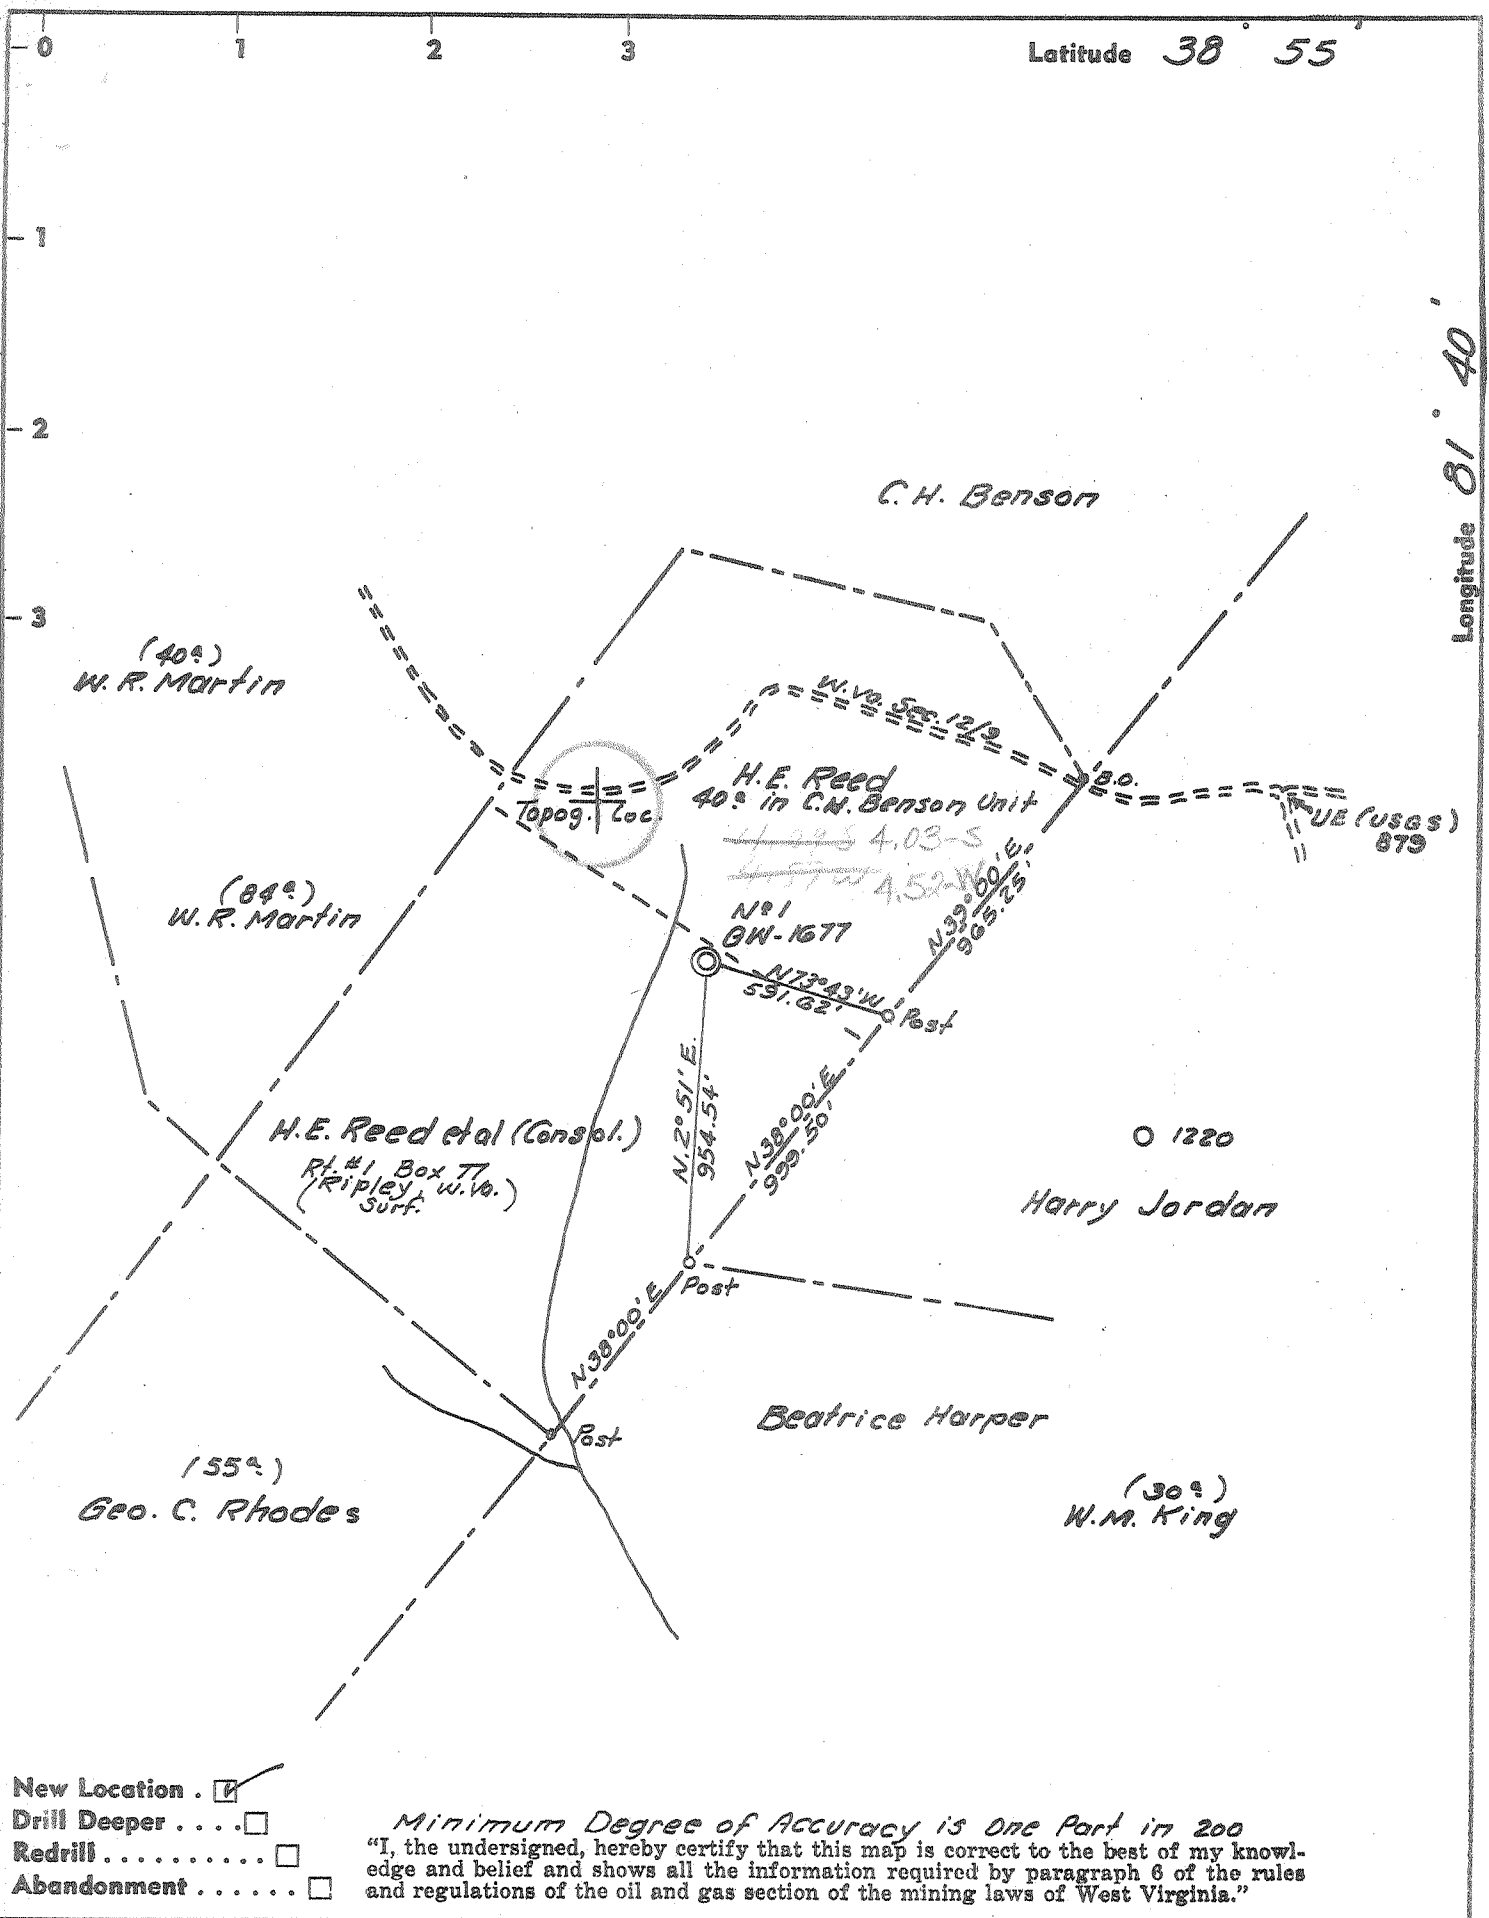 0 1 2 3
Latitude 38° 55'
1
2
3
Longitude 81° 40'
C. H. Benson
(40a.)
W. R. Martin
W. Va. Sec. 12/9
B.O.
H. E. Reed
40a. in C.H. Benson Unit
Topog. Loc.
UE (USGS)
879
4.03-S
4.52-W
(84a.)
W. R. Martin
No 1
GW-1677
N 39°00' E
965.25'
N 73°43' W
591.62'
Post
N. 2°51' E.
954.54'
N 38°00' E
999.50'
H. E. Reed et al (Consol.)
Rt. #1 Box 77
(Ripley, W. Va.)
Surf.
1220
Harry Jordan
Post
N 38°00' E
Post
Beatrice Harper
(55a.)
Geo. C. Rhodes
(30a.)
W. M. King
New Location .
Drill Deeper . . . .
Redrill . . . . . . . . . .
Abandonment . . . . . .
Minimum Degree of Accuracy is One Part in 200
“I, the undersigned, hereby certify that this map is correct to the best of my knowl-
edge and belief and shows all the information required by paragraph 6 of the rules
and regulations of the oil and gas section of the mining laws of West Virginia.”